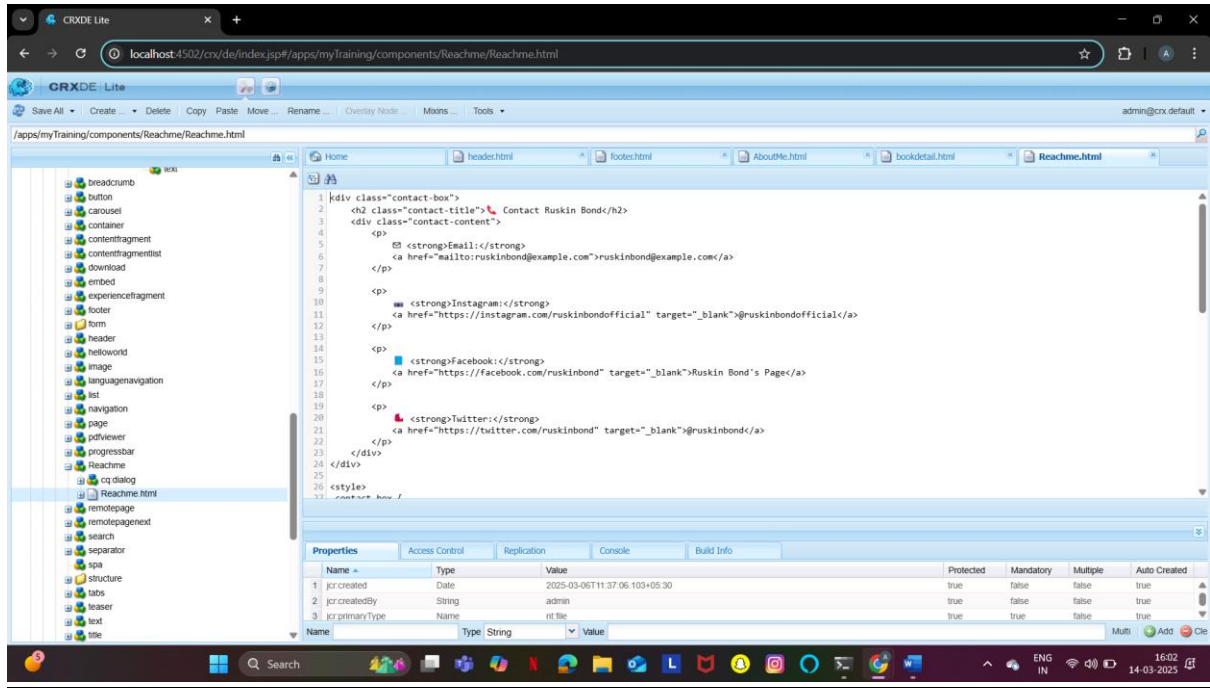 CRXDE Lite
localhost:4502/crx/de/index.jsp#/apps/myTraining/components/Reachme/Reachme.html
A
CRXDE | Lite
Save All Create ... Delete Copy Paste Move ... Rename ... Overlay Node ... Mixins ... Tools admin@crx.default
/apps/myTraining/components/Reachme/Reachme.html
Home header.html footer.html AboutMe.html bookdetail.html Reachme.html
text
breadcrumb
button
carousel
container
contentfragment
contentfragmentlist
download
embed
experiencefragment
footer
form
header
helloworld
image
languagenavigation
list
navigation
page
pdfviewer
progressbar
Reachme
cq:dialog
Reachme.html
remotepage
remotepagenext
search
separator
spa
structure
tabs
teaser
text
title
1 <div class="contact-box">
2 <h2 class="contact-title">📞 Contact Ruskin Bond</h2>
3 <div class="contact-content">
4 <p>
5 ✉ <strong>Email:</strong>
6 <a href="mailto:ruskinbond@example.com">ruskinbond@example.com</a>
7 </p>
8
9 <p>
10 <strong>Instagram:</strong>
11 <a href="https://instagram.com/ruskinbondofficial" target="_blank">@ruskinbondofficial</a>
12 </p>
13
14 <p>
15 <strong>Facebook:</strong>
16 <a href="https://facebook.com/ruskinbond" target="_blank">Ruskin Bond's Page</a>
17 </p>
18
19 <p>
20 <strong>Twitter:</strong>
21 <a href="https://twitter.com/ruskinbond" target="_blank">@ruskinbond</a>
22 </p>
23 </div>
24 </div>
25
26 <style>
27 .contact-box {
Properties Access Control Replication Console Build Info
Name Type Value Protected Mandatory Multiple Auto Created
1 jcr:created Date 2025-03-06T11:37:06.103+05:30 true false false true
2 jcr:createdBy String admin true false false true
3 jcr:primaryType Name nt:file true true false true
Name Type String Value Multi Add Cle
5 Search ENG 16:02
IN 14-03-2025